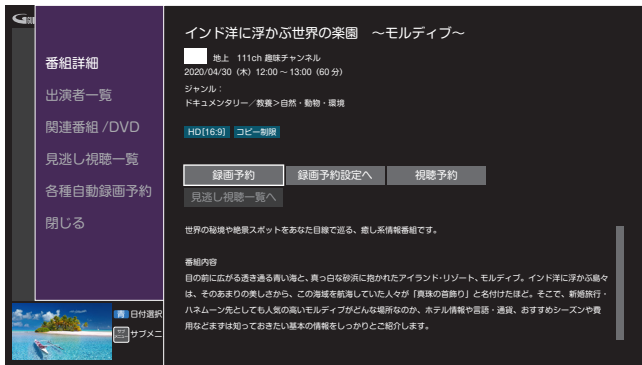 番組詳細
出演者一覧
関連番組/DVD
見逃し視聴一覧
各種自動録画予約
閉じる
青 日付選択
サブメニ
インド洋に浮かぶ世界の楽園 ～モルディブ～
地上 111ch 趣味チャンネル
2020/04/30（木）12:00～13:00（60分）
ジャンル：
ドキュメンタリー／教養＞自然・動物・環境
HD[16:9] コピー制限
録画予約 録画予約設定へ 視聴予約
見逃し視聴一覧へ
世界の秘境や絶景スポットをあなた目線で巡る、癒し系情報番組です。
番組内容
目の前に広がる透き通る青い海と、真っ白な砂浜に抱かれたアイランド・リゾート、モルディブ。インド洋に浮かぶ島々
は、そのあまりの美しさから、この海域を航海していた人々が「真珠の首飾り」と名付けたほど。そこで、新婚旅行・
ハネムーン先としても人気の高いモルディブがどんな場所なのか、ホテル情報や言語・通貨、おすすめシーズンや費
用などまずは知っておきたい基本の情報をしっかりとご紹介します。